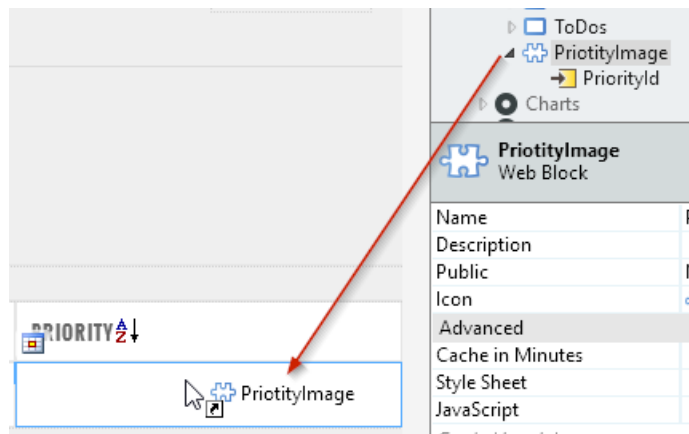 ToDos
PriotityImage
PriorityId
Charts
PriotityImage
Web Block
Name
Description
Public
Icon
Advanced
Cache in Minutes
Style Sheet
JavaScript
PRIORITY
PriotityImage